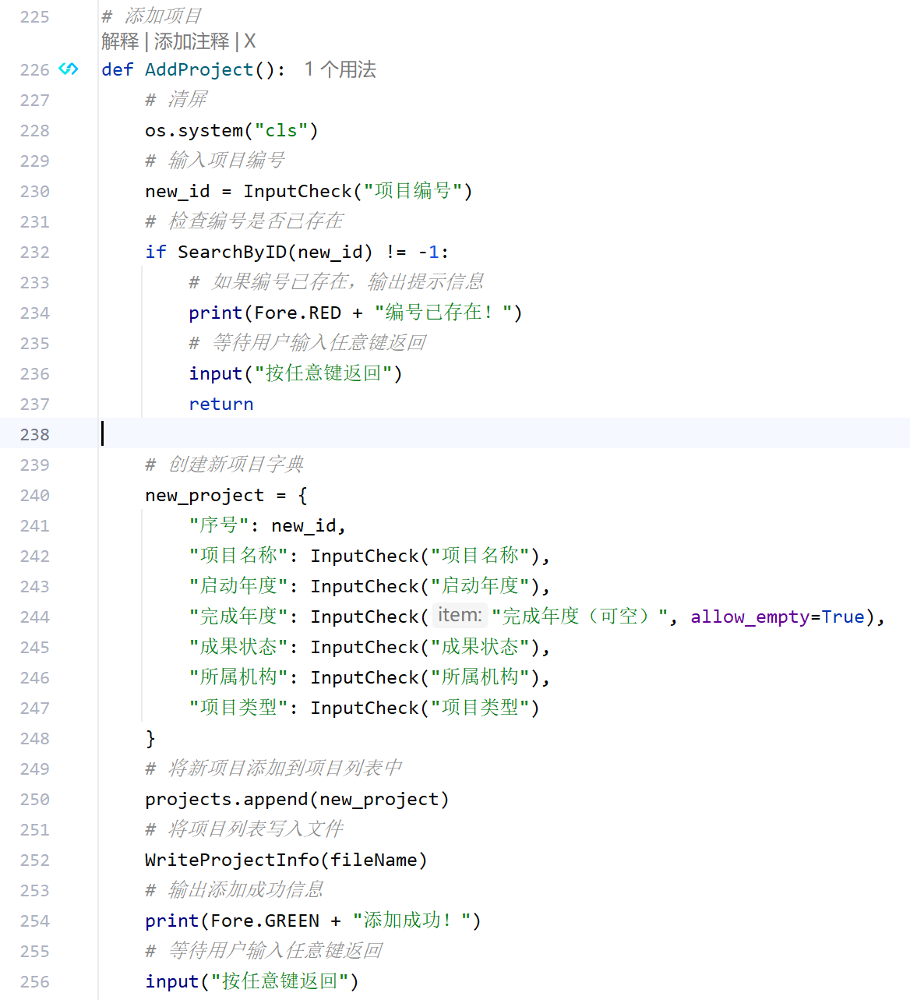 225 # 添加项目
解释 | 添加注释 | X
226 def AddProject(): 1 个用法
227 # 清屏
228 os.system("cls")
229 # 输入项目编号
230 new_id = InputCheck("项目编号")
231 # 检查编号是否已存在
232 if SearchByID(new_id) != -1:
233 # 如果编号已存在，输出提示信息
234 print(Fore.RED + "编号已存在！")
235 # 等待用户输入任意键返回
236 input("按任意键返回")
237 return
238
239 # 创建新项目字典
240 new_project = {
241 "序号": new_id,
242 "项目名称": InputCheck("项目名称"),
243 "启动年度": InputCheck("启动年度"),
244 "完成年度": InputCheck( item: "完成年度（可空）", allow_empty=True),
245 "成果状态": InputCheck("成果状态"),
246 "所属机构": InputCheck("所属机构"),
247 "项目类型": InputCheck("项目类型")
248 }
249 # 将新项目添加到项目列表中
250 projects.append(new_project)
251 # 将项目列表写入文件
252 WriteProjectInfo(fileName)
253 # 输出添加成功信息
254 print(Fore.GREEN + "添加成功！")
255 # 等待用户输入任意键返回
256 input("按任意键返回")